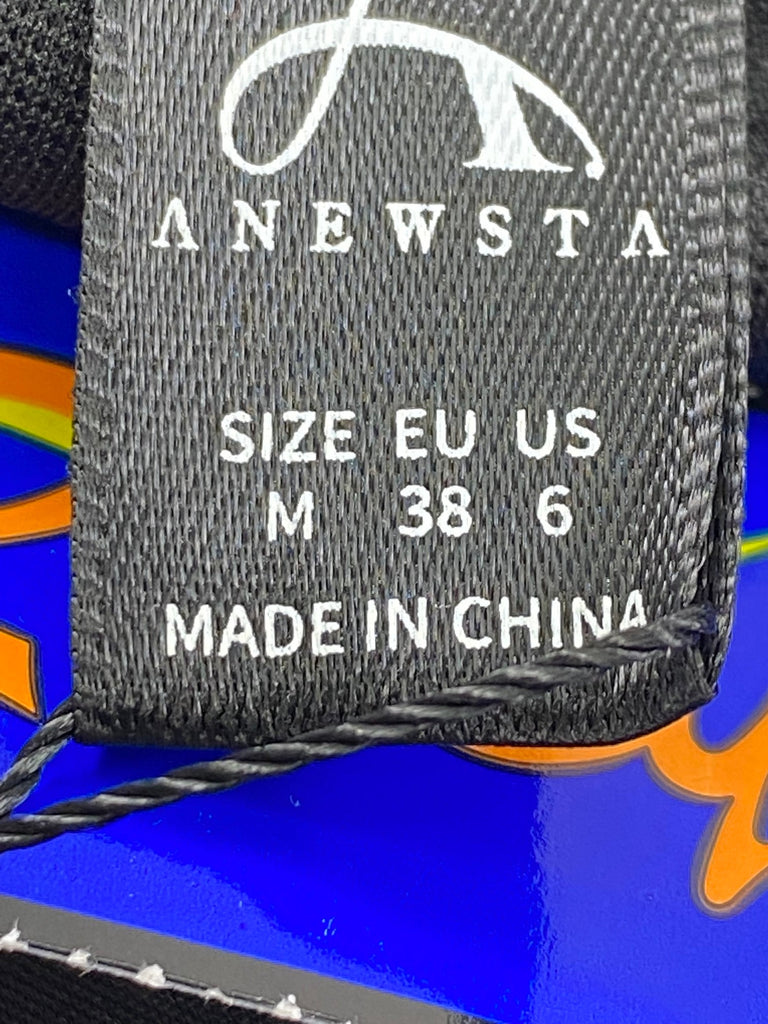 ANEWSTA
SIZE EU US
M 38 6
MADE IN CHINA